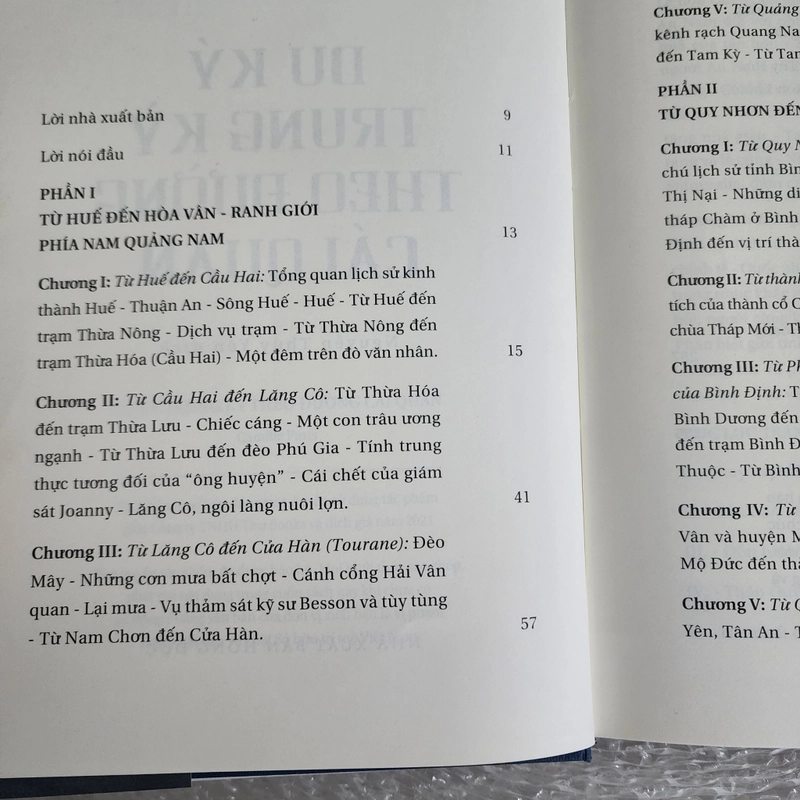 Lời nhà xuất bản 9
Lời nói đầu 11
PHẦN I
TỪ HUẾ ĐẾN HÒA VÂN - RANH GIỚI
PHÍA NAM QUẢNG NAM 13
Chương I: Từ Huế đến Cầu Hai: Tổng quan lịch sử kinh
thành Huế - Thuận An - Sông Huế - Huế - Từ Huế đến
trạm Thừa Nông - Dịch vụ trạm - Từ Thừa Nông đến
trạm Thừa Hóa (Cầu Hai) - Một đêm trên đò văn nhân. 15
Chương II: Từ Cầu Hai đến Lăng Cô: Từ Thừa Hóa
đến trạm Thừa Lưu - Chiếc cáng - Một con trâu ương
ngạnh - Từ Thừa Lưu đến đèo Phú Gia - Tính trung
thực tương đối của “ông huyện” - Cái chết của giám
sát Joanny - Lăng Cô, ngôi làng nuôi lợn. 41
Chương III: Từ Lăng Cô đến Cửa Hàn (Tourane): Đèo
Mây - Những cơn mưa bất chợt - Cánh cổng Hải Vân
quan - Lại mưa - Vụ thảm sát kỹ sư Besson và tùy tùng
- Từ Nam Chơn đến Cửa Hàn. 57
Chương V: Từ Quảng
kênh rạch Quang Na
đến Tam Kỳ - Từ Tan
PHẦN II
TỪ QUY NHƠN ĐẾN
Chương I: Từ Quy N
chú lịch sử tỉnh Bìn
Thị Nại - Những di
tháp Chàm ở Bình
Định đến vị trí thà
Chương II: Từ thành
tích của thành cổ C
chùa Tháp Mới - Th
Chương III: Từ Ph
của Bình Định: T
Bình Dương đến
đến trạm Bình Đ
Thuộc - Từ Bình
Chương IV: Từ
Vân và huyện M
Mộ Đức đến th
Chương V: Từ Q
Yên, Tân An - T